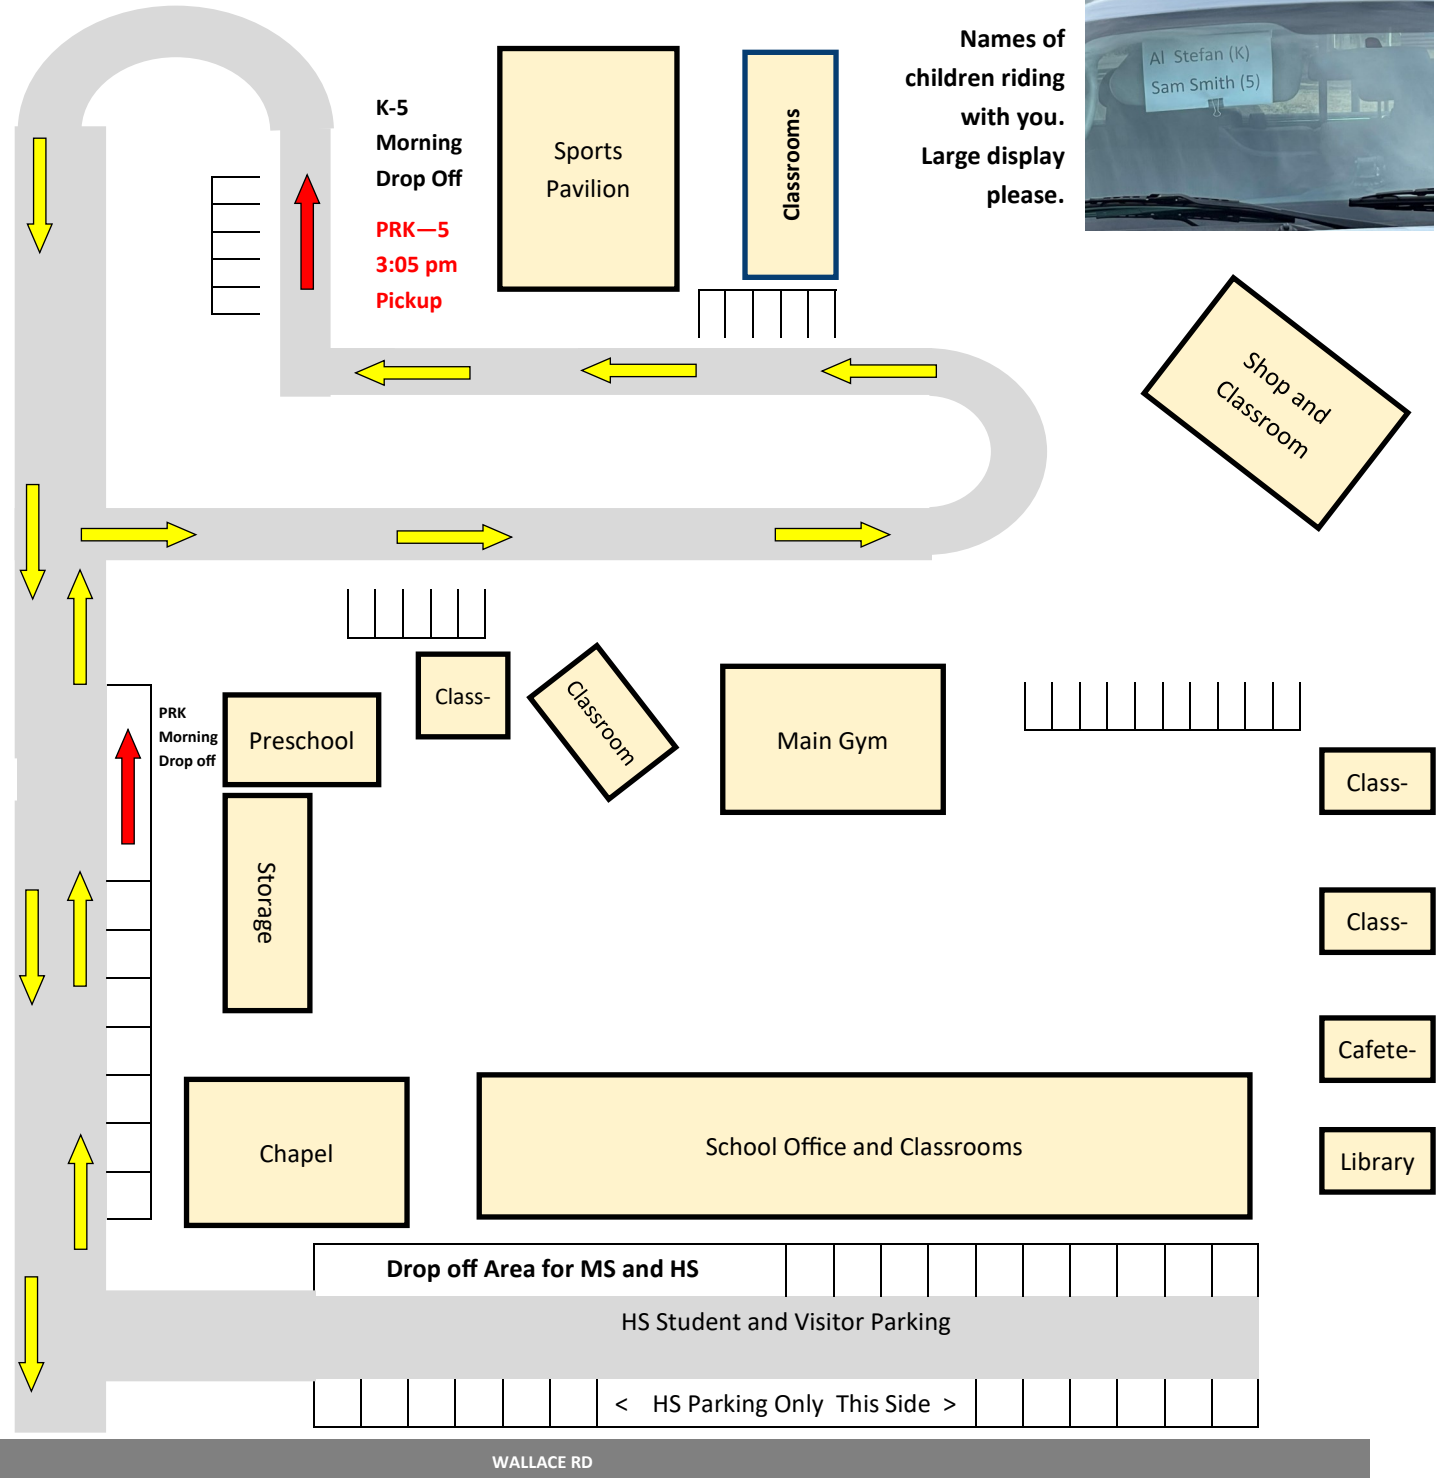 Names of
children riding
with you.
Large display
please.
Al Stefan (K)
Sam Smith (5)
K-5
Morning
Drop Off
PRK—5
3:05 pm
Pickup
Sports
Pavilion
Classrooms
Shop and
Classroom
PRK
Morning
Drop off
Preschool
Class-
Classroom
Main Gym
Class-
Storage
Class-
Cafete-
Chapel
School Office and Classrooms
Library
Drop off Area for MS and HS
HS Student and Visitor Parking
< HS Parking Only This Side >
WALLACE RD